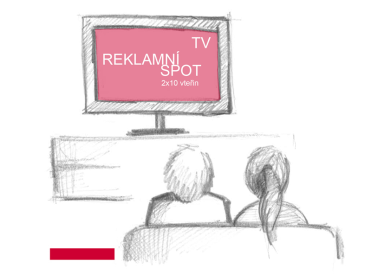 TV
REKLAMNÍ
SPOT
2x10 vteřin